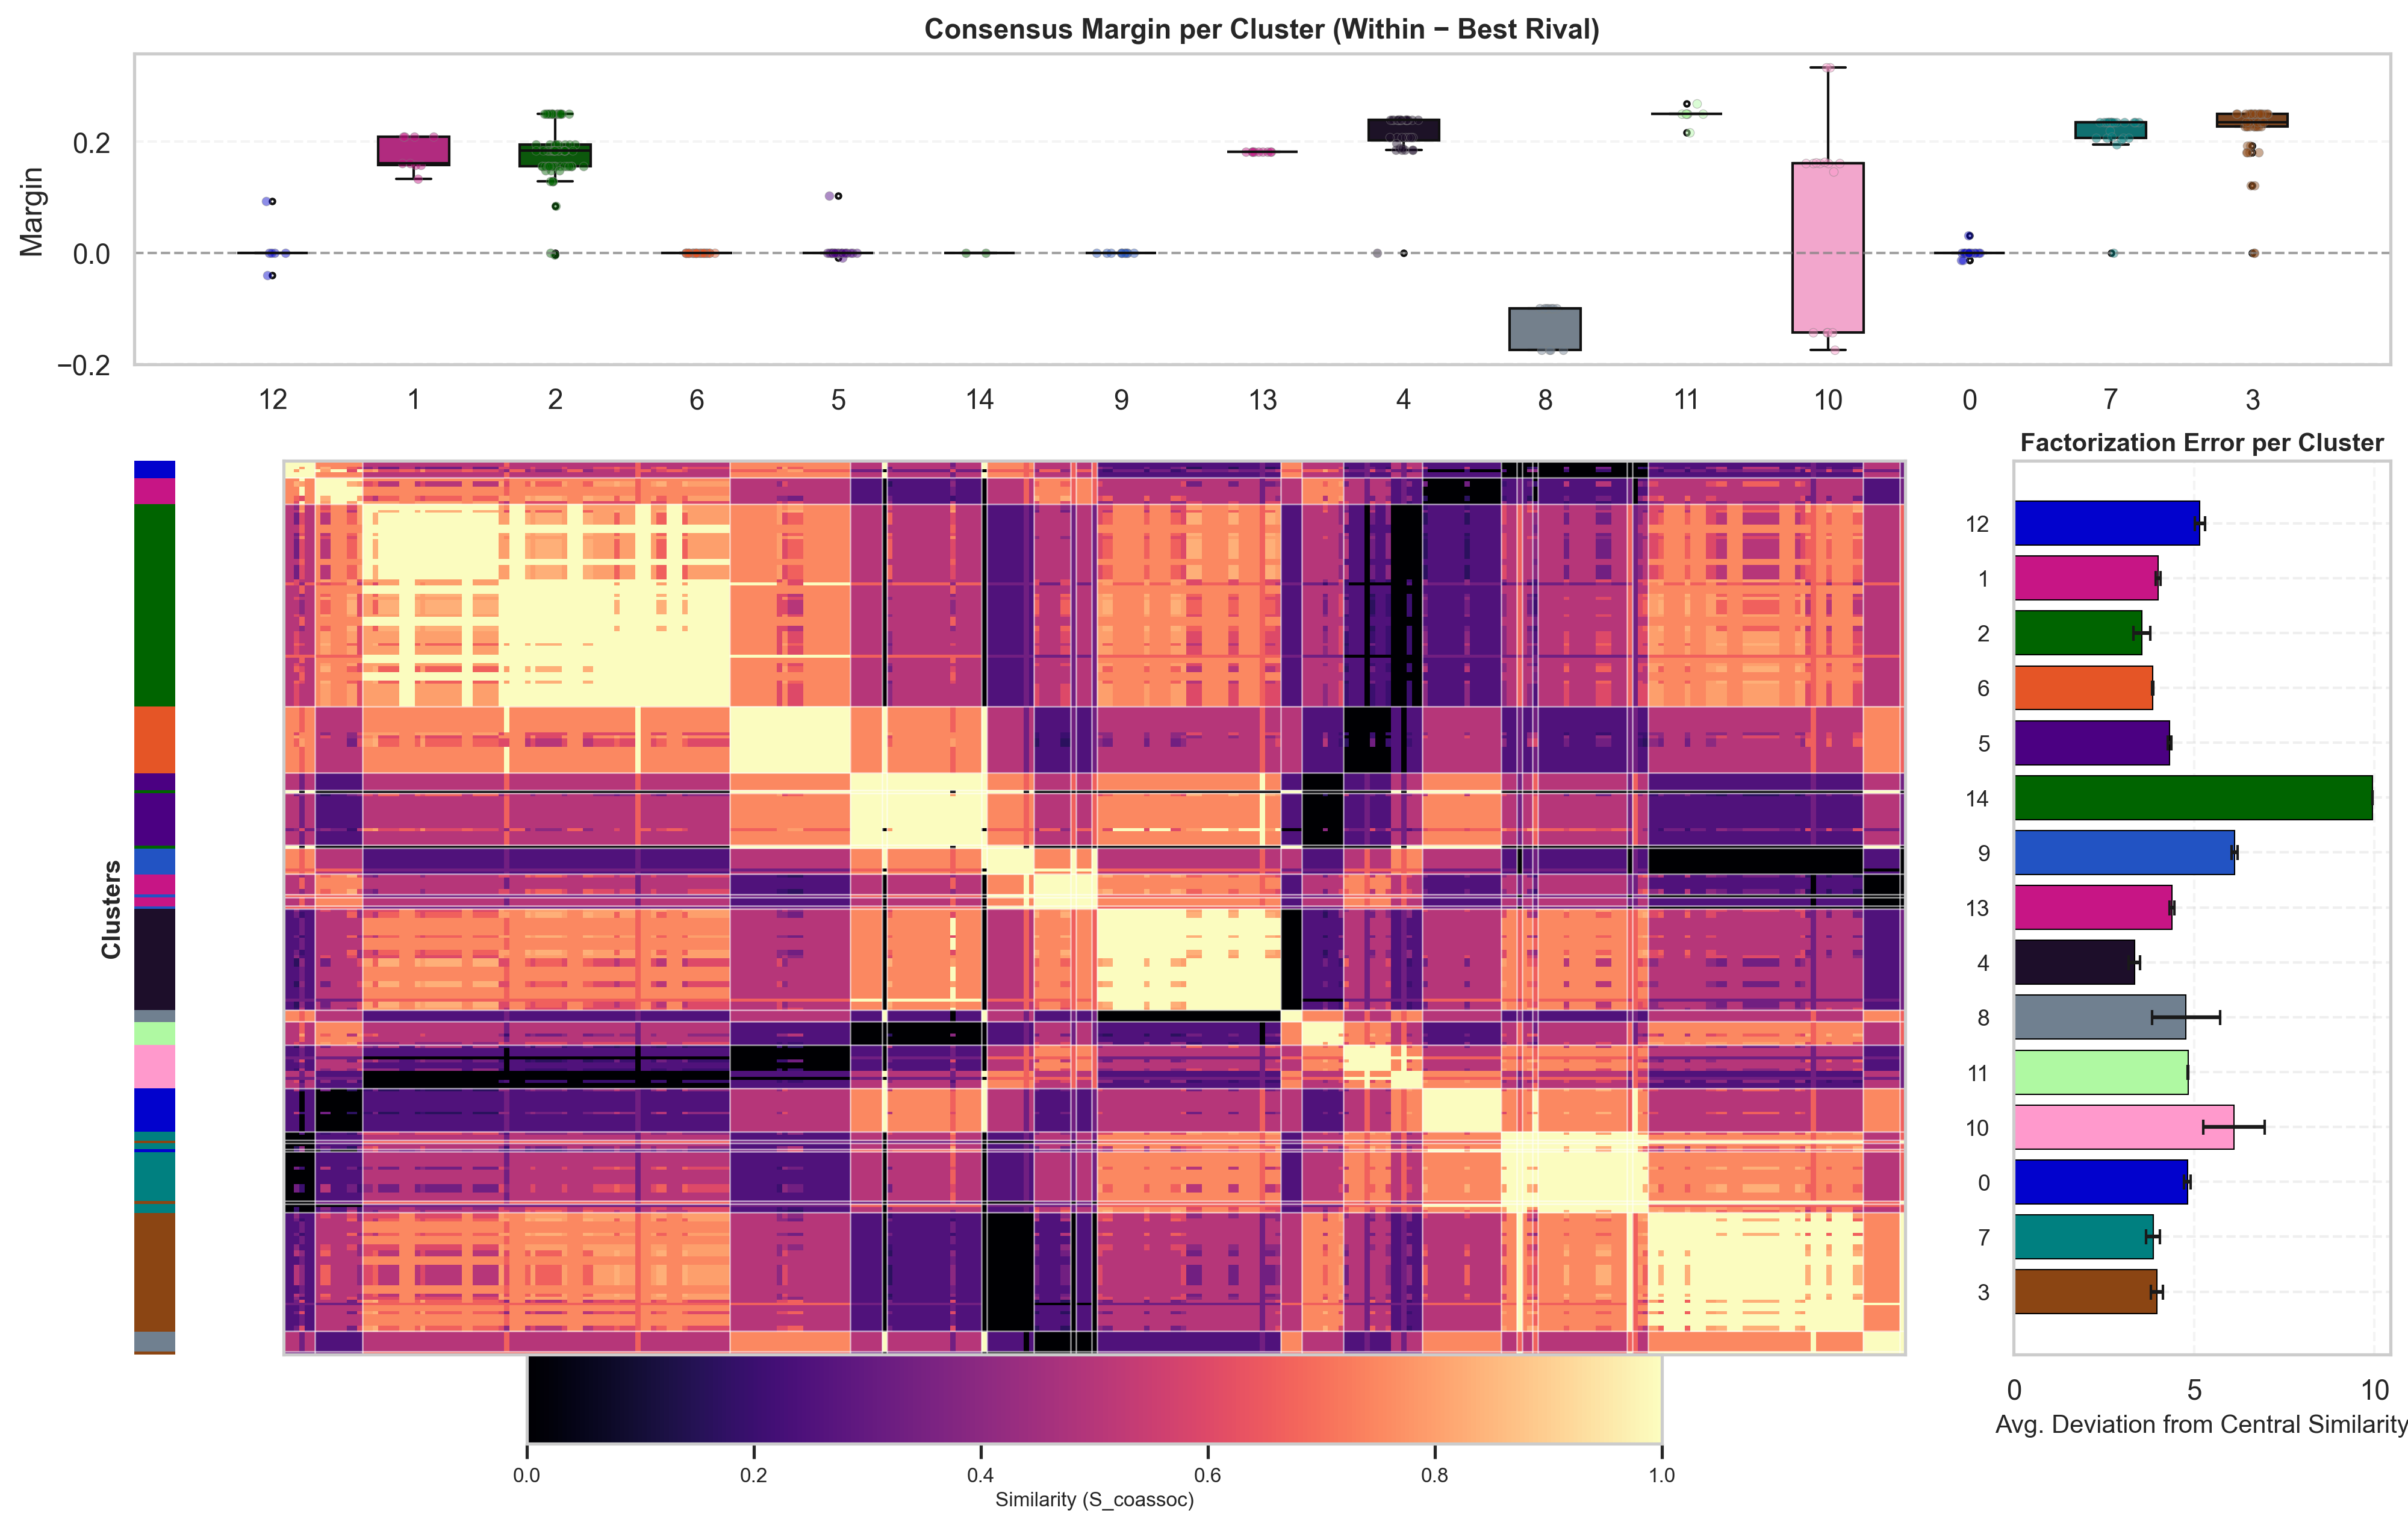 Consensus Margin per Cluster (Within − Best Rival)
Margin
0.2
0.0
−0.2
12 1 2 6 5 14 9 13 4 8 11 10 0 7 3
Clusters
Factorization Error per Cluster
12
1
2
6
5
14
9
13
4
8
11
10
0
7
3
0 5 10
Avg. Deviation from Central Similarity
0.0 0.2 0.4 0.6 0.8 1.0
Similarity (S_coassoc)